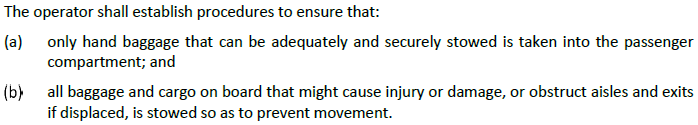 The operator shall establish procedures to ensure that:
(a) only hand baggage that can be adequately and securely stowed is taken into the passenger
compartment; and
(b) all baggage and cargo on board that might cause injury or damage, or obstruct aisles and exits
if displaced, is stowed so as to prevent movement.